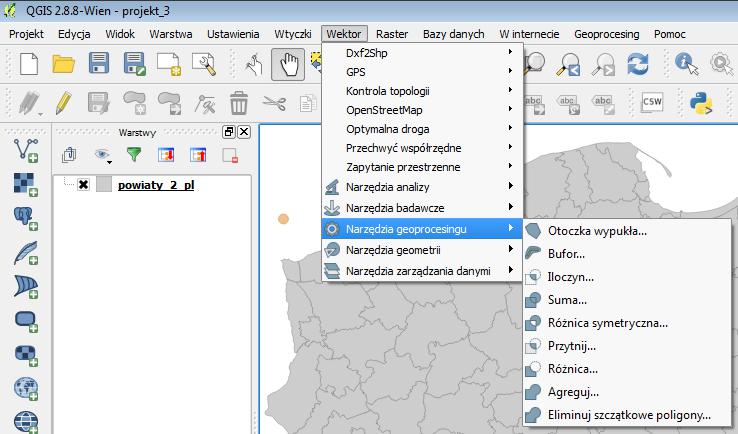 QGIS 2.8.8-Wien - projekt_3
Projekt Edycja Widok Warstwa Ustawienia Wtyczki Wektor Raster Bazy danych W internecie Geoprocesing Pomoc
Dxf2Shp
GPS
Kontrola topologii
OpenStreetMap
Optymalna droga
Przechwyć współrzędne
Zapytanie przestrzenne
Narzędzia analizy
Narzędzia badawcze
Narzędzia geoprocesingu
Narzędzia geometrii
Narzędzia zarządzania danymi
Otoczka wypukła...
Bufor...
Iloczyn...
Suma...
Różnica symetryczna...
Przytnij...
Różnica...
Agreguj...
Eliminuj szczątkowe poligony...
abc abc abc CSW
Warstwy
powiaty_2_pl